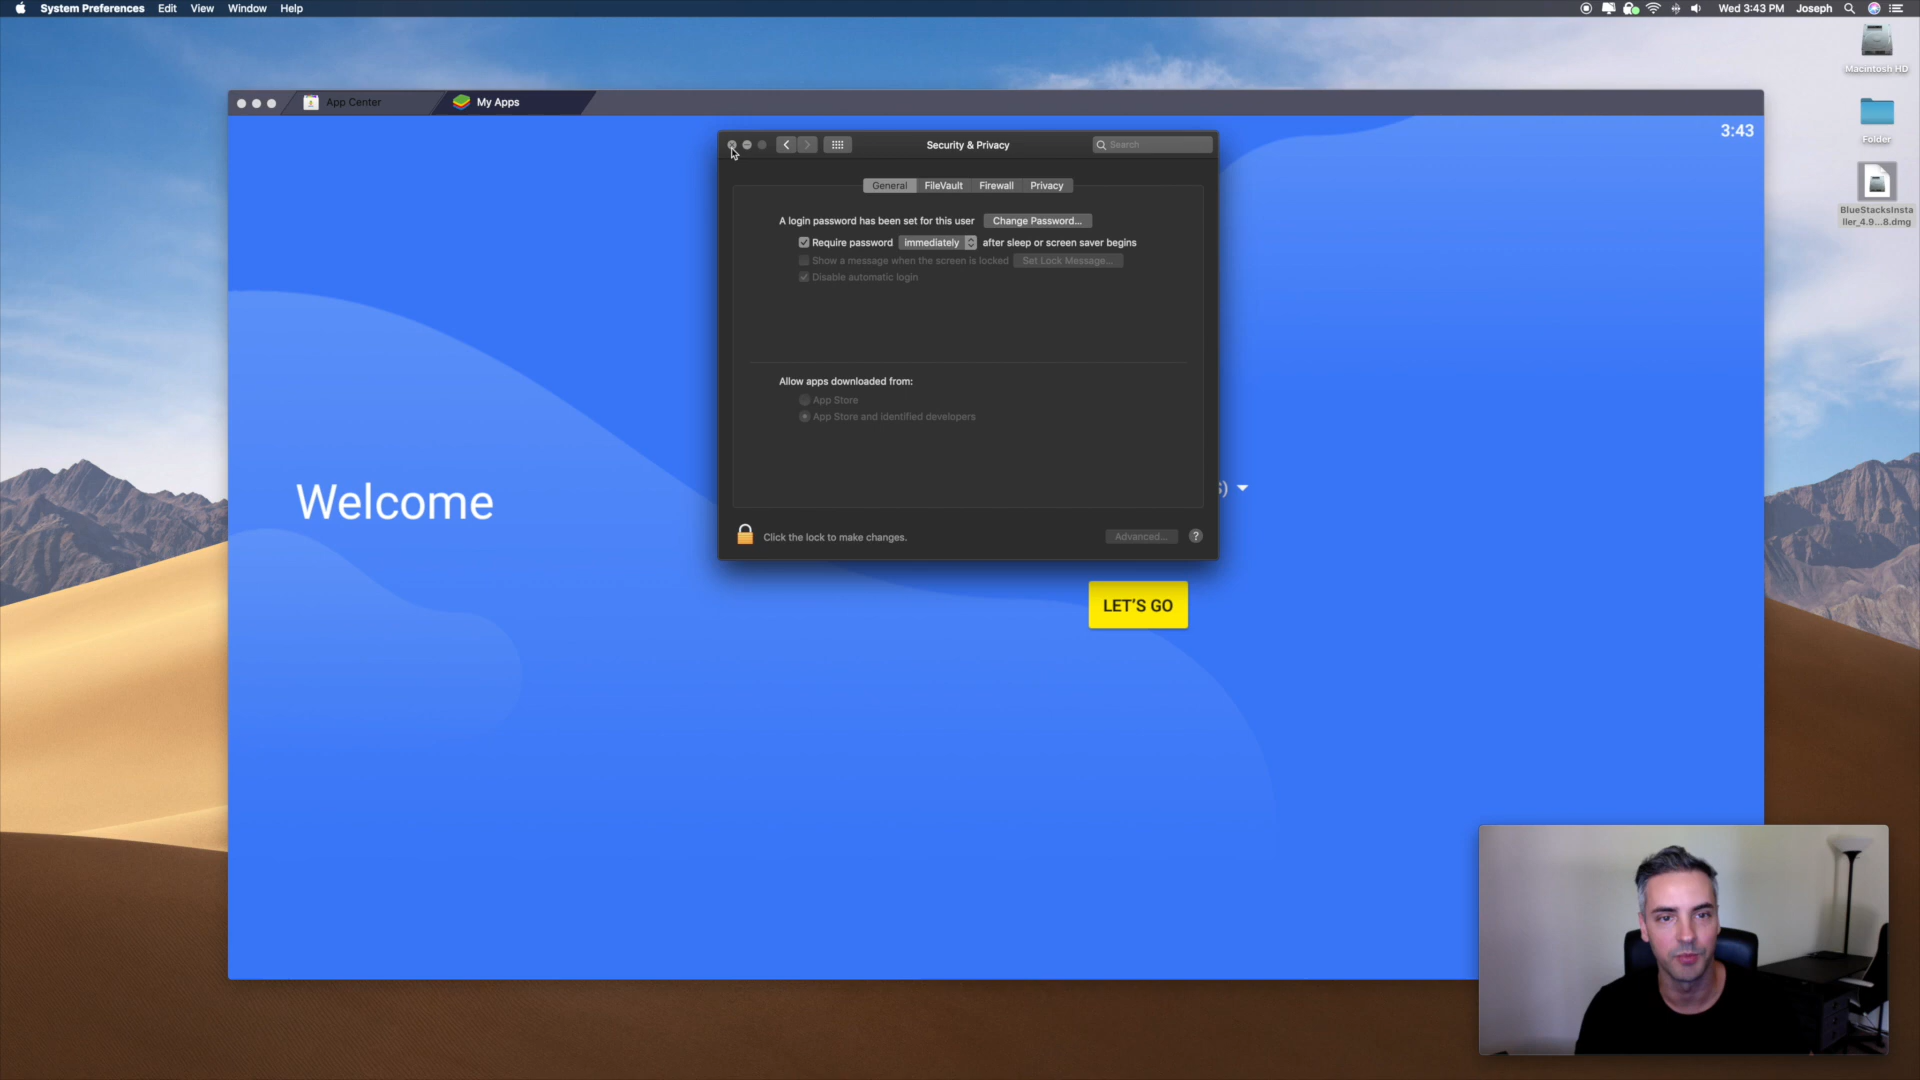 System Preferences Edit View Window Help
Wed 3:43 PM Joseph
Macintosh HD
Folder
BlueStacksInsta
ller_4.9...8.dmg
App Center
My Apps
3:43
Security & Privacy
Search
General FileVault Firewall Privacy
A login password has been set for this user Change Password...
Require password immediately after sleep or screen saver begins
Show a message when the screen is locked Set Lock Message...
Disable automatic login
Allow apps downloaded from:
App Store
App Store and identified developers
Click the lock to make changes.
Advanced... ?
Welcome
LET'S GO